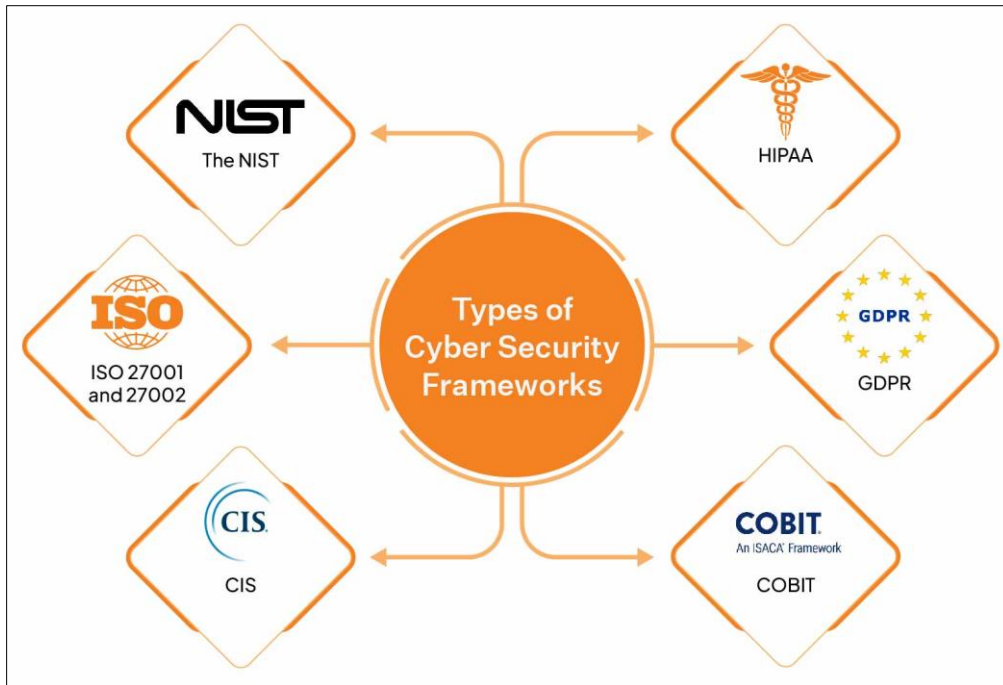 NIST
The NIST
HIPAA
Types of
Cyber Security
Frameworks
ISO
ISO 27001
and 27002
GDPR
GDPR
CIS.
CIS
COBIT.
An ISACA® Framework
COBIT